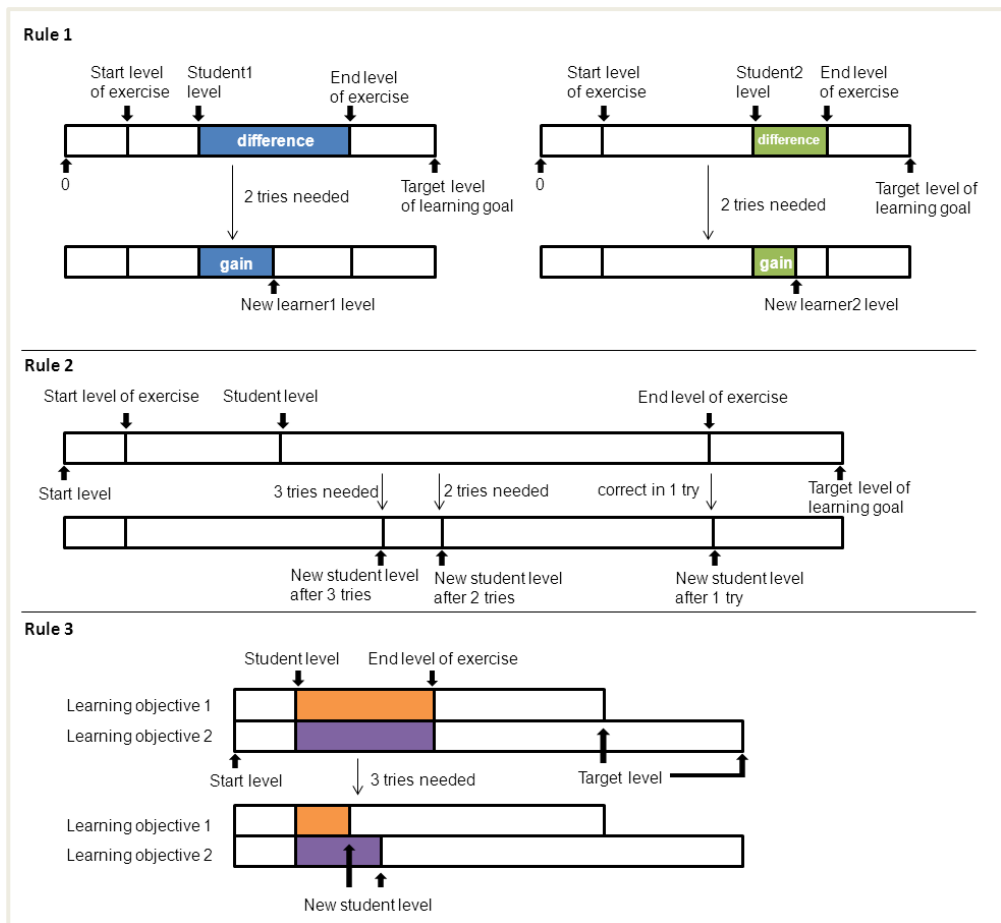 Rule 1
Start level
of exercise
Student1
level
End level
of exercise
difference
0
2 tries needed
Target level
of learning goal
gain
New learner1 level
Start level
of exercise
Student2
level
End level
of exercise
difference
0
2 tries needed
Target level of
learning goal
gain
New learner2 level
Rule 2
Start level of exercise
Student level
End level of exercise
Start level
3 tries needed
2 tries needed
correct in 1 try
Target level of
learning goal
New student level
after 3 tries
New student level
after 2 tries
New student level
after 1 try
Rule 3
Student level
End level of exercise
Learning objective 1
Learning objective 2
Start level
3 tries needed
Target level
Learning objective 1
Learning objective 2
New student level